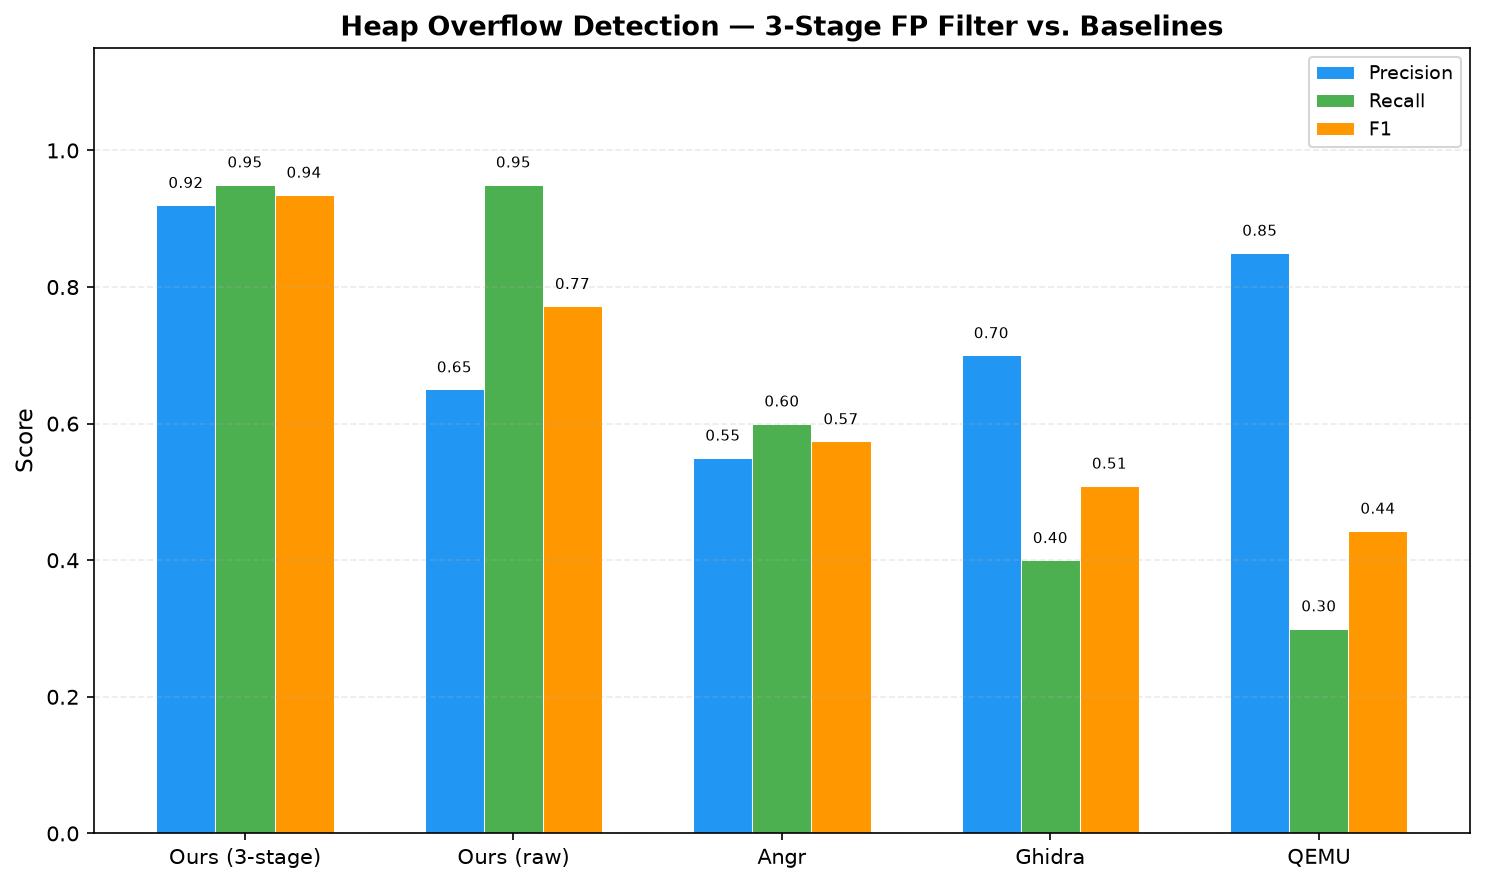 Heap Overflow Detection — 3-Stage FP Filter vs. Baselines
Precision
Recall
F1
Score
1.0
0.8
0.6
0.4
0.2
0.0
0.92
0.95
0.94
0.65
0.95
0.77
0.55
0.60
0.57
0.70
0.40
0.51
0.85
0.30
0.44
Ours (3-stage)
Ours (raw)
Angr
Ghidra
QEMU